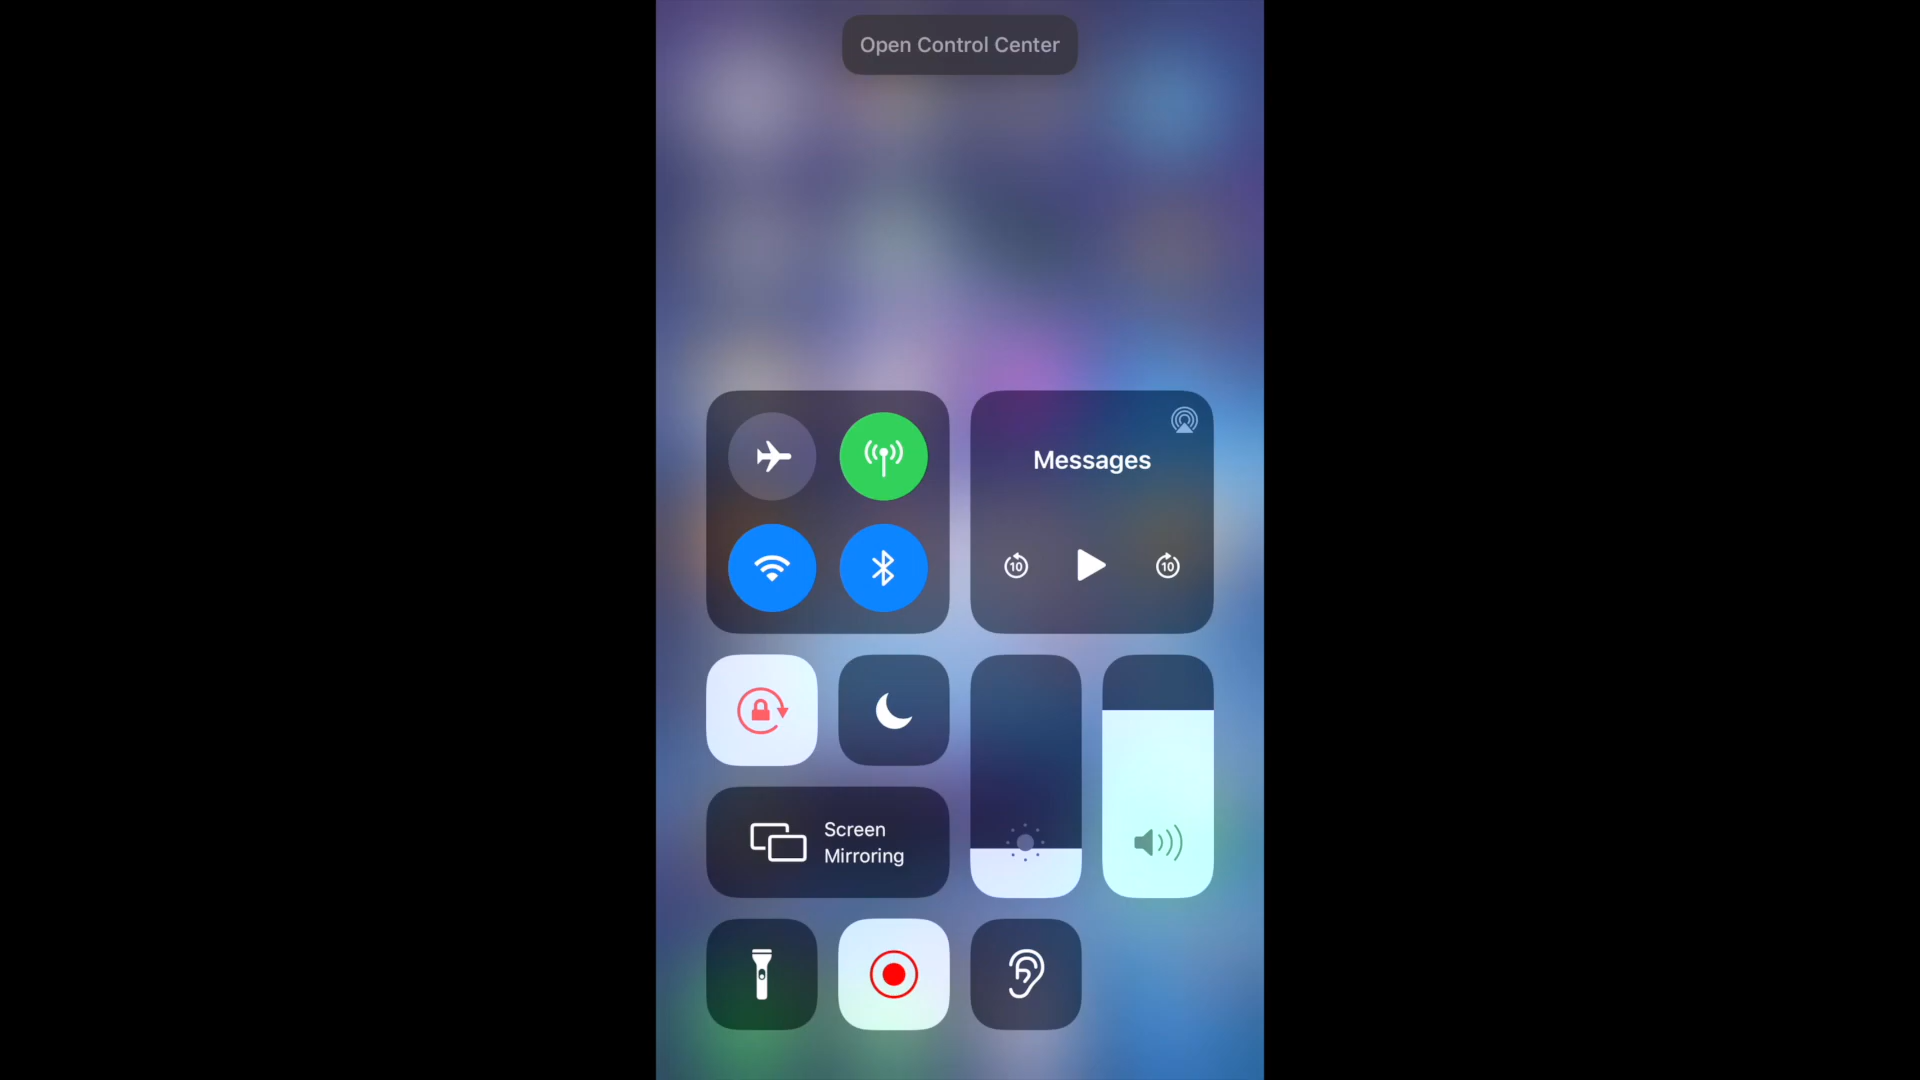 Open Control Center
Messages
10
10
Screen
Mirroring